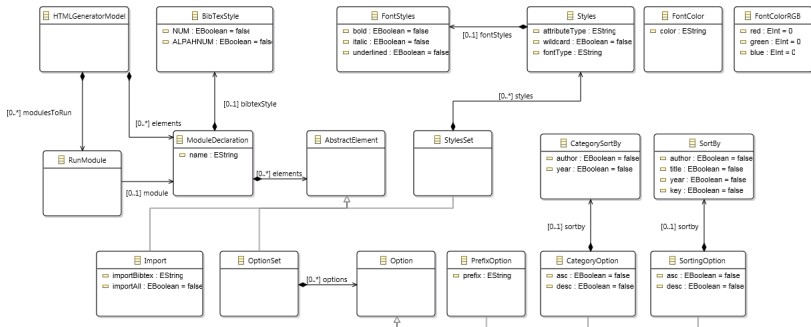 HTMLGeneratorModel
BibTexStyle
NUM : EBoolean = false
ALPAHNUM : EBoolean = false
FontStyles
bold : EBoolean = false
italic : EBoolean = false
underlined : EBoolean = false
[0..1] fontStyles
Styles
attributeType : EString
wildcard : EBoolean = false
fontType : EString
FontColor
color : EString
FontColorRGB
red : EInt = 0
green : EInt = 0
blue : EInt = 0
[0..*] modulesToRun
[0..*] elements
[0..1] bibtexStyle
[0..*] styles
RunModule
[0..1] module
ModuleDeclaration
name : EString
[0..*] elements
AbstractElement
StylesSet
CategorySortBy
author : EBoolean = false
year : EBoolean = false
SortBy
author : EBoolean = false
title : EBoolean = false
year : EBoolean = false
key : EBoolean = false
[0..1] sortby
[0..1] sortby
Import
importBibtex : EString
importAll : EBoolean = false
OptionSet
[0..*] options
Option
PrefixOption
prefix : EString
CategoryOption
asc : EBoolean = false
desc : EBoolean = false
SortingOption
asc : EBoolean = false
desc : EBoolean = false